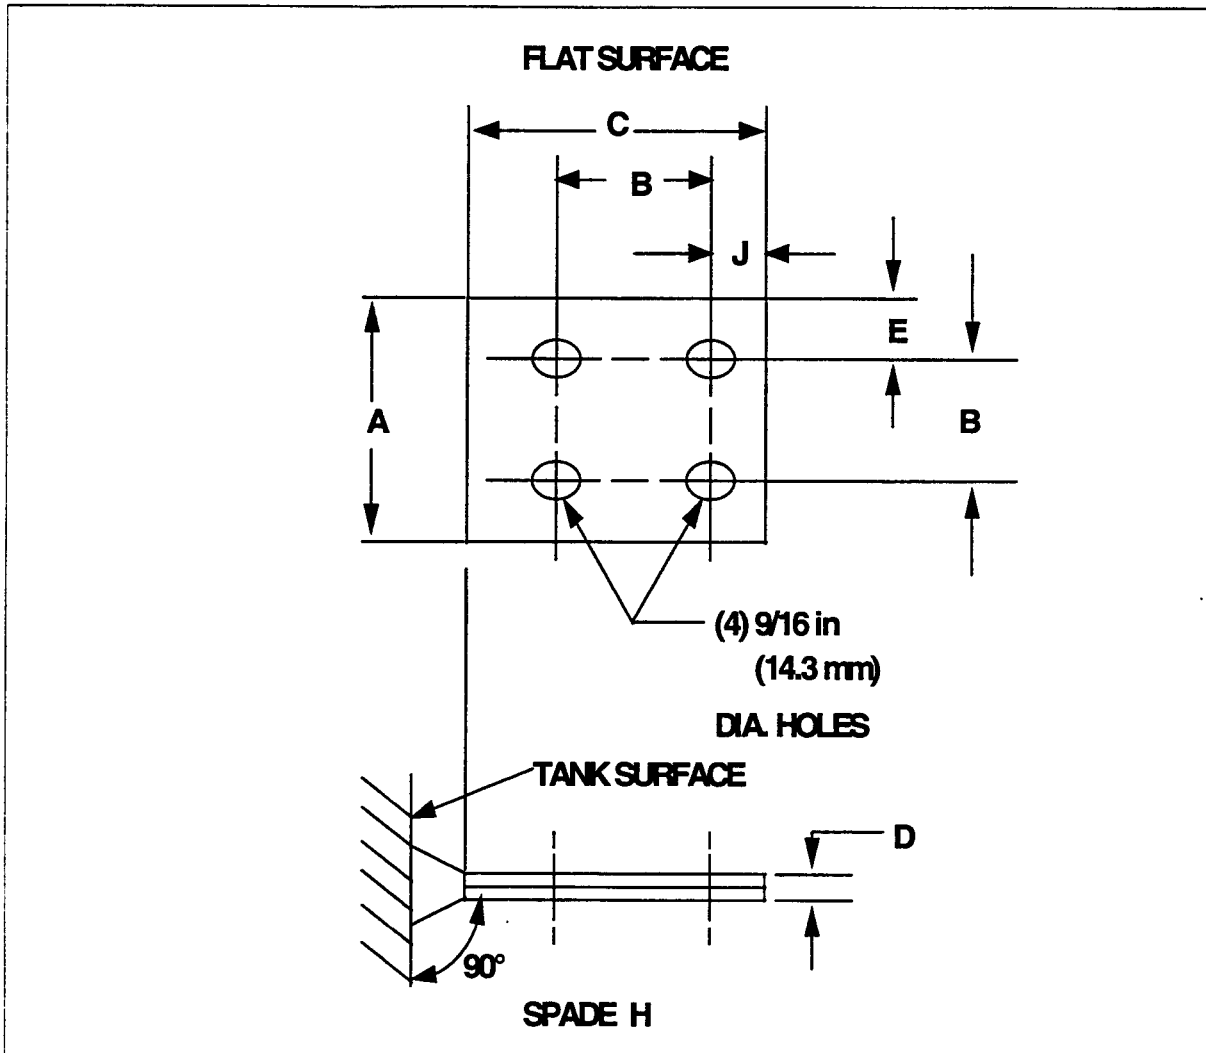 FLAT SURFACE
C
B
J
E
A
B
(4) 9/16 in
(14.3 mm)
DIA. HOLES
TANK SURFACE
D
90°
SPADE H